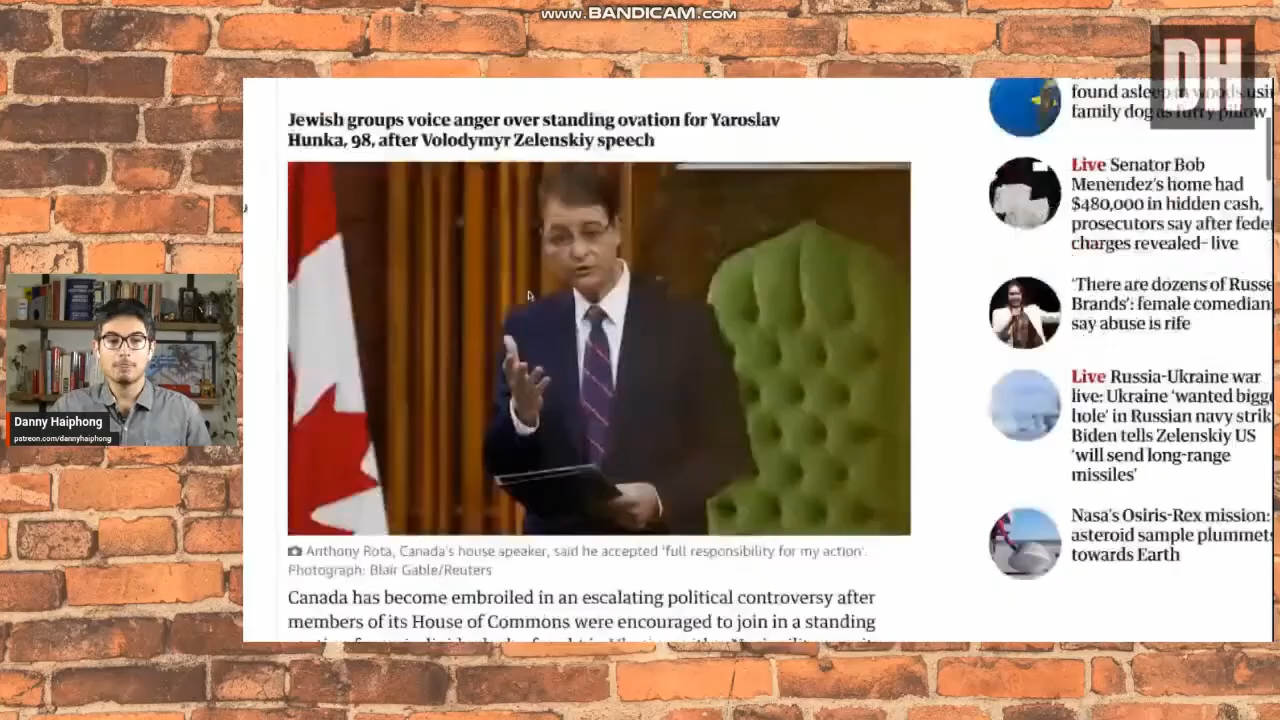 www.BANDICAM.com
DH
found asleep in woods
family dog as furry pillow
Jewish groups voice anger over standing ovation for Yaroslav
Hunka, 98, after Volodymyr Zelenskiy speech
Live Senator Bob
Menendez's home had
$480,000 in hidden cash,
prosecutors say after
charges revealed– live
'There are dozens of
Brands': female
say abuse is rife
Live Russia-Ukraine war
live: Ukraine 'wanted
hole' in Russian navy
Biden tells Zelenskiy US
'will send long-range
missiles'
Nasa's Osiris-Rex mission:
asteroid sample
towards Earth
Danny Haiphong
patreon.com/dannyhaiphong
Anthony Rota, Canada's house speaker, said he accepted 'full responsibility for my action'.
Photograph: Blair Gable/Reuters
Canada has become embroiled in an escalating political controversy after
members of its House of Commons were encouraged to join in a standing